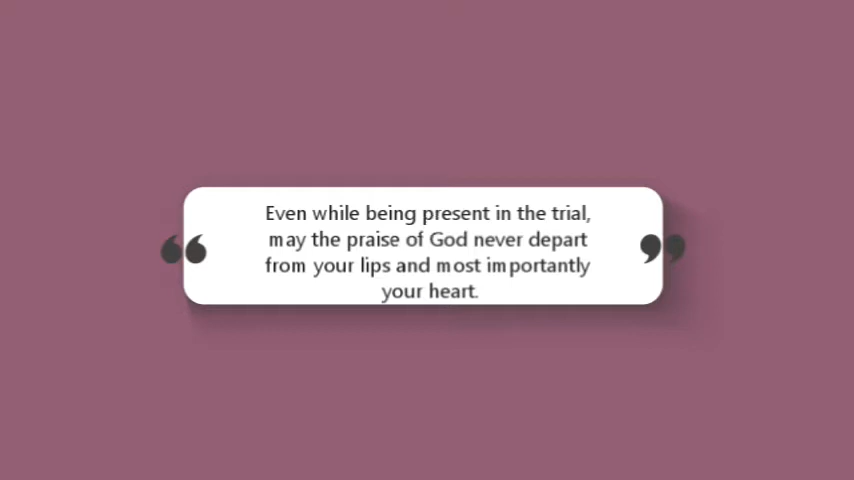 Even while being present in the trial,
may the praise of God never depart
from your lips and most importantly
your heart.